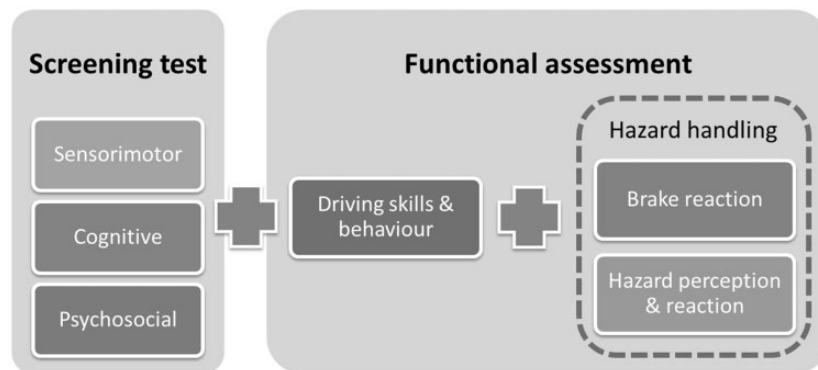 Screening test
Sensorimotor
Cognitive
Psychosocial
Functional assessment
Driving skills &
behaviour
Hazard handling
Brake reaction
Hazard perception
& reaction